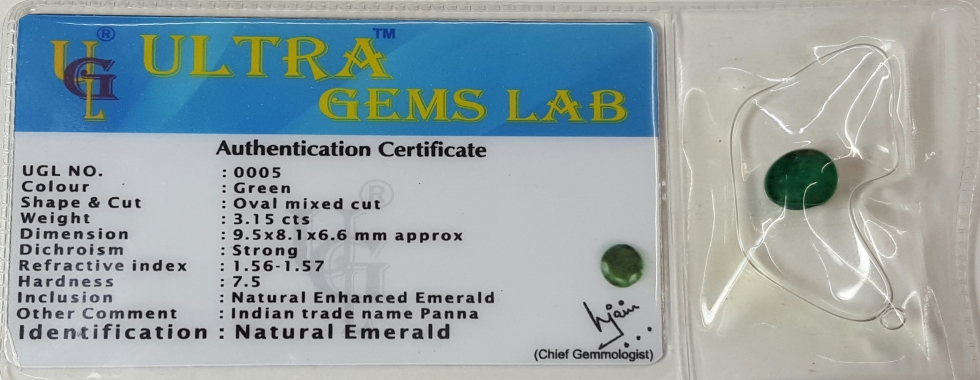 UGL ® ULTRA™
GEMS LAB
Authentication Certificate
UGL NO. : 0005
Colour : Green
Shape & Cut : Oval mixed cut
Weight : 3.15 cts
Dimension : 9.5x8.1x6.6 mm approx
Dichroism : Strong
Refractive index : 1.56-1.57
Hardness : 7.5
Inclusion : Natural Enhanced Emerald
Other Comment : Indian trade name Panna
Identification : Natural Emerald
hjain
(Chief Gemmologist)